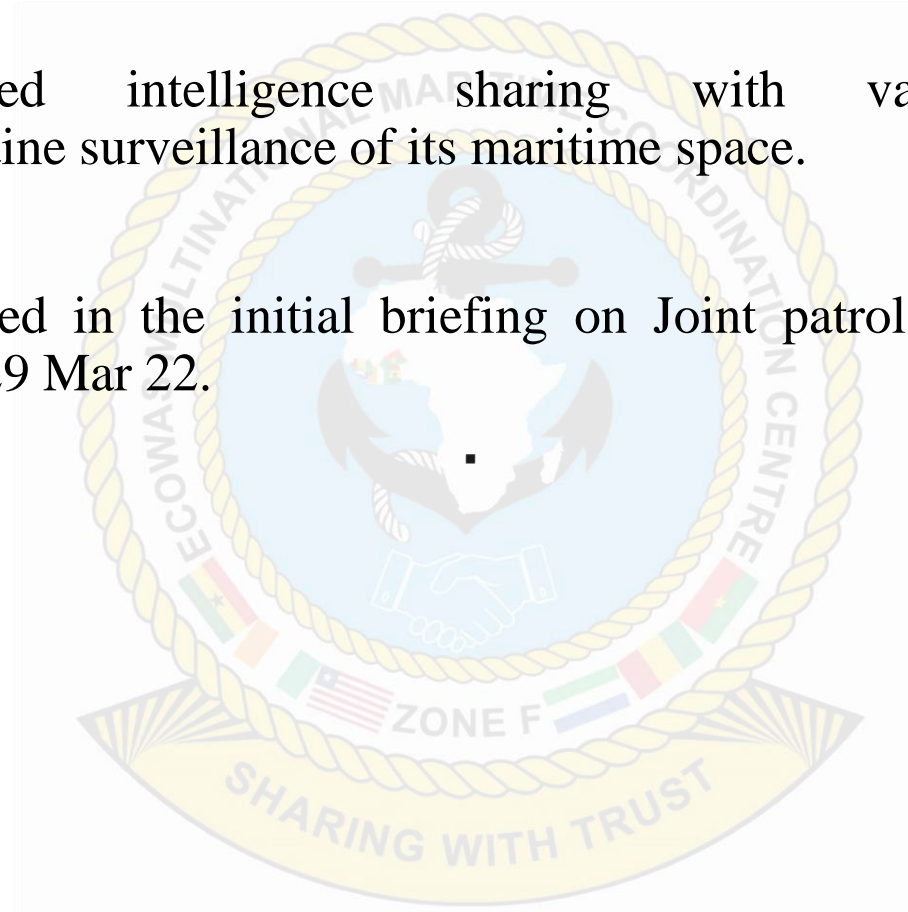 ed intelligence sharing with va
ine surveillance of its maritime space.
ed in the initial briefing on Joint patrol
9 Mar 22.
ECOWAS MULTINATIONAL MARITIME COORDINATION CENTRE
ZONE F
SHARING WITH TRUST